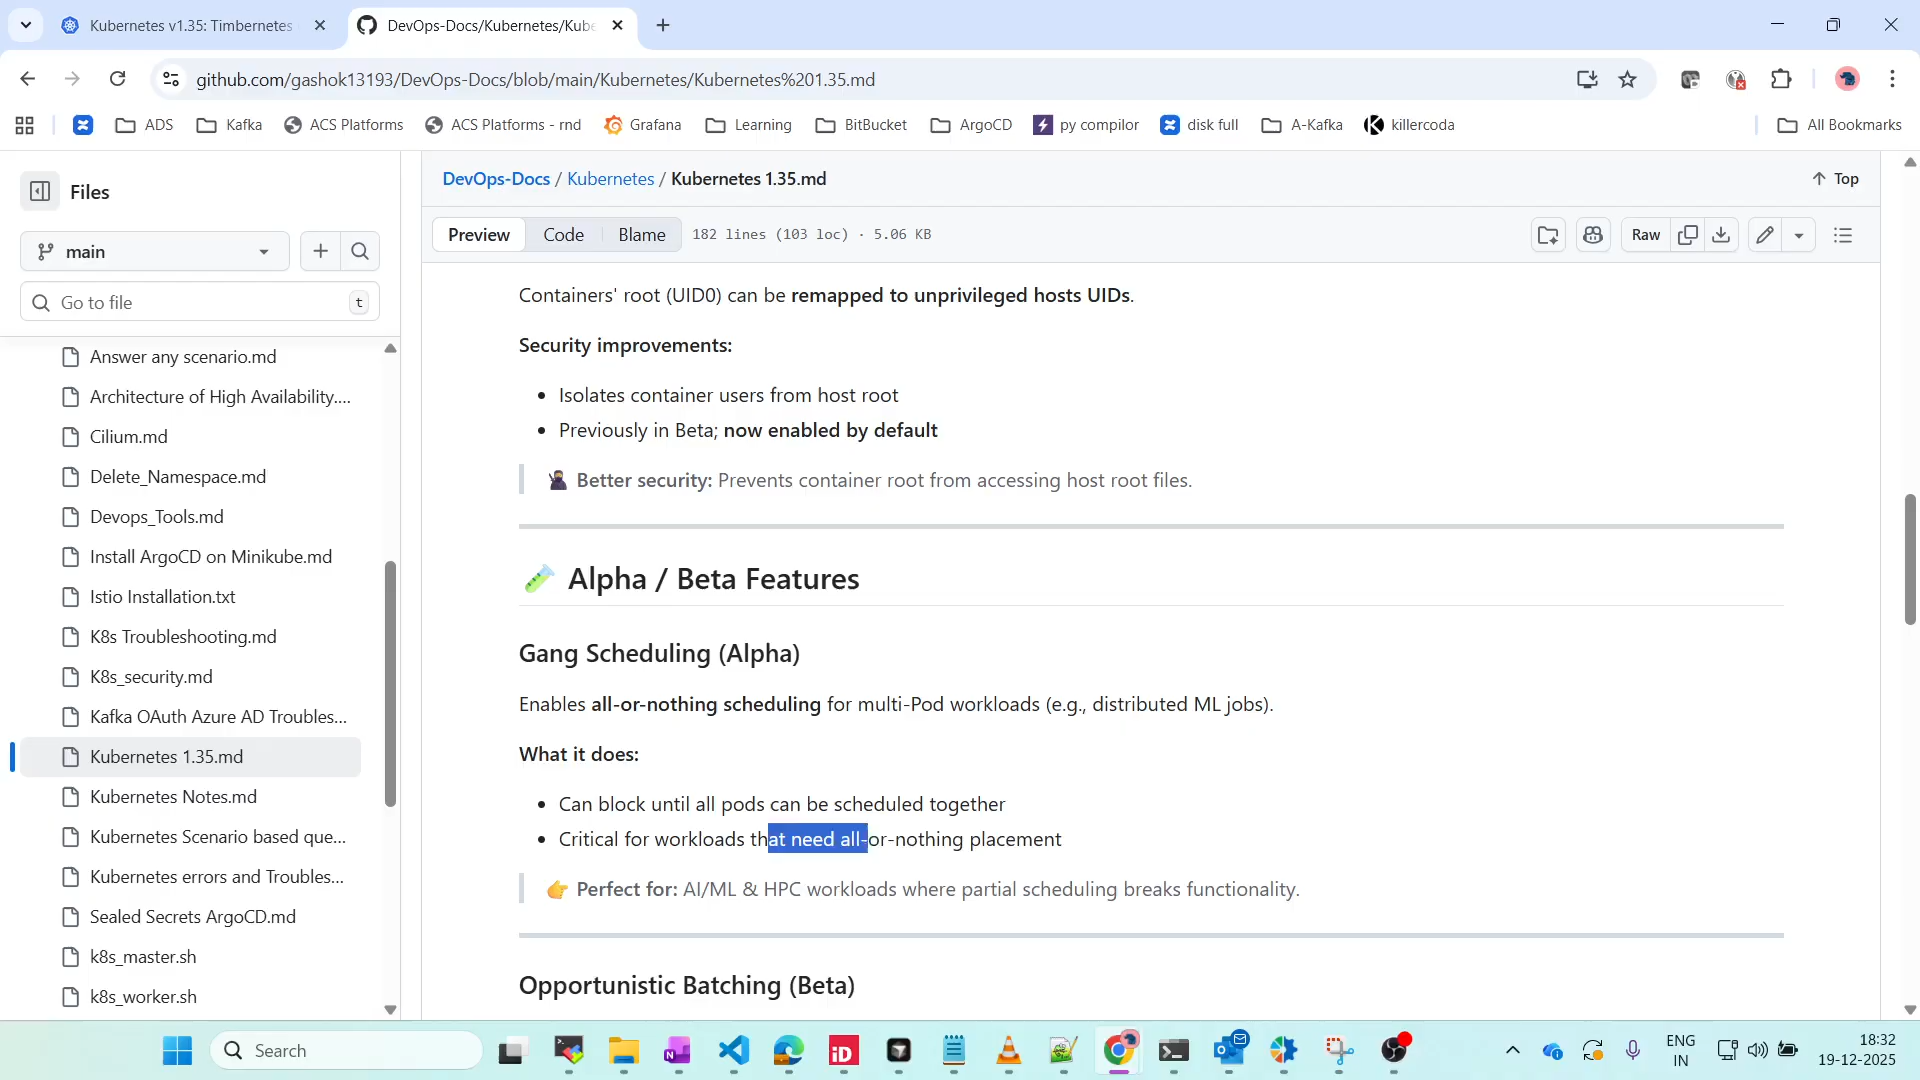 Kubernetes v1.35: Timbernetes
DevOps-Docs/Kubernetes/Kube
github.com/gashok13193/DevOps-Docs/blob/main/Kubernetes/Kubernetes%201.35.md
ADS
Kafka
ACS Platforms
ACS Platforms - rnd
Grafana
Learning
BitBucket
ArgoCD
py compilor
disk full
A-Kafka
killercoda
All Bookmarks
Files
main
Go to file
t
Answer any scenario.md
Architecture of High Availability....
Cilium.md
Delete_Namespace.md
Devops_Tools.md
Install ArgoCD on Minikube.md
Istio Installation.txt
K8s Troubleshooting.md
K8s_security.md
Kafka OAuth Azure AD Troubles...
Kubernetes 1.35.md
Kubernetes Notes.md
Kubernetes Scenario based que...
Kubernetes errors and Troubles...
Sealed Secrets ArgoCD.md
k8s_master.sh
k8s_worker.sh
DevOps-Docs / Kubernetes / Kubernetes 1.35.md
Top
Preview
Code
Blame
182 lines (103 loc) · 5.06 KB
Raw
Containers' root (UID0) can be remapped to unprivileged hosts UIDs.
Security improvements:
• Isolates container users from host root
• Previously in Beta; now enabled by default
Better security: Prevents container root from accessing host root files.
Alpha / Beta Features
Gang Scheduling (Alpha)
Enables all-or-nothing scheduling for multi-Pod workloads (e.g., distributed ML jobs).
What it does:
• Can block until all pods can be scheduled together
• Critical for workloads that need all-or-nothing placement
Perfect for: AI/ML & HPC workloads where partial scheduling breaks functionality.
Opportunistic Batching (Beta)
Search
ENG
IN
18:32
19-12-2025